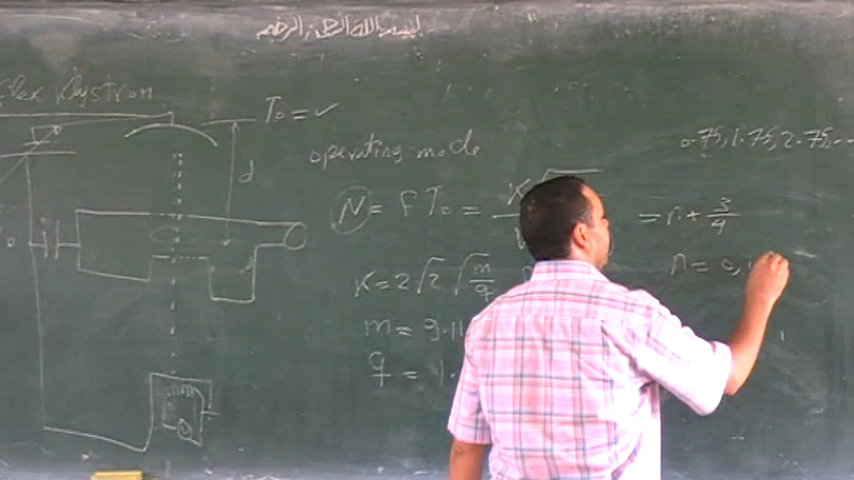 بسم الله الرحمن الرحيم
flex klystron
T₀ = ✓
d
operating mode
0.75, 1.75, 2.75, ...
N = f T₀ =
= n + 3/4
n = 0,
K = 2 √2 √(m/q)
m = 9.11
q = 1.